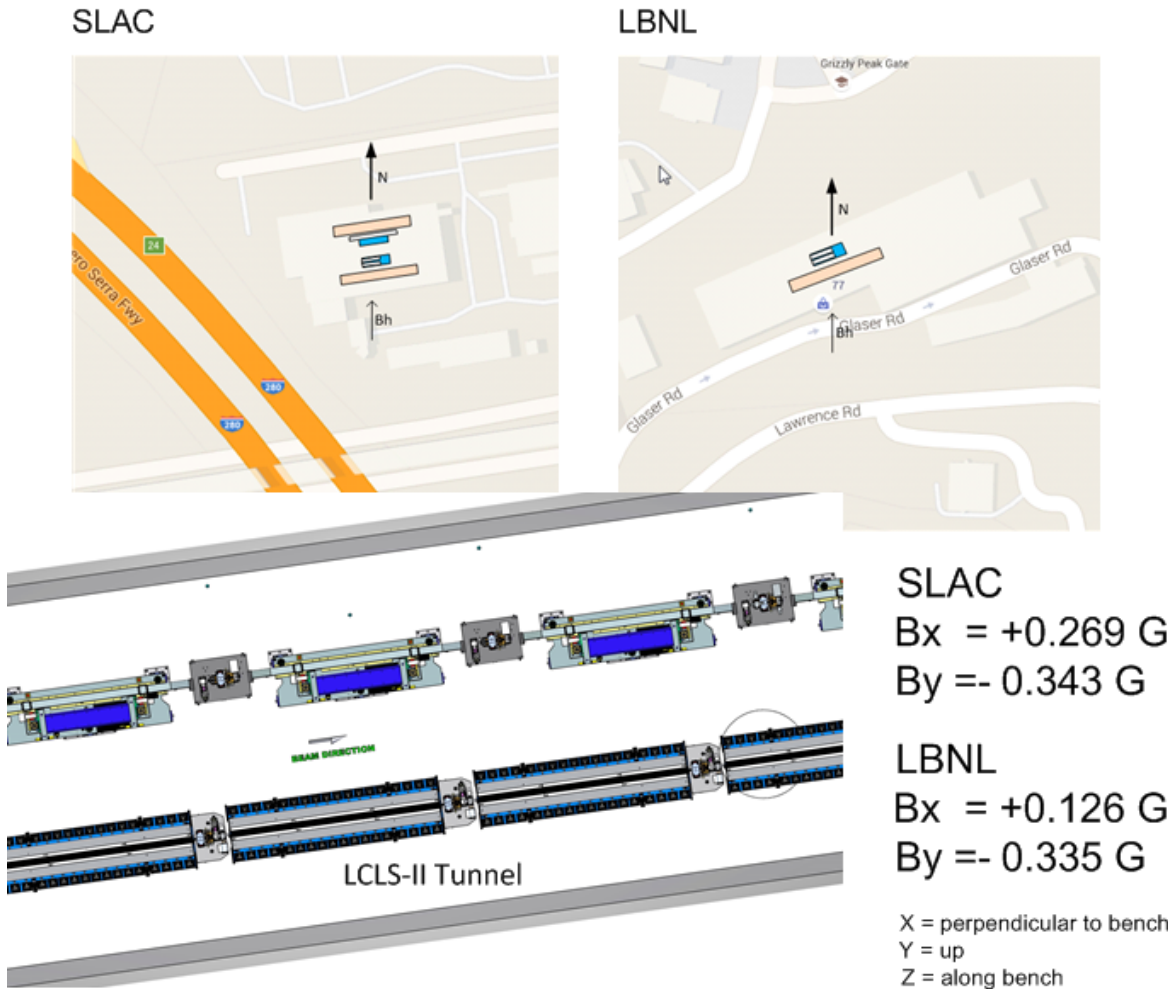 SLAC
LBNL
Grizzly Peak Gate
N
N
24
ero Serra Fwy
Glaser Rd
77
Bh
Bh
Glaser Rd
280
Glaser Rd
Lawrence Rd
280
BEAM DIRECTION
LCLS-II Tunnel
SLAC
Bx = +0.269 G
By =- 0.343 G
LBNL
Bx = +0.126 G
By =- 0.335 G
X = perpendicular to bench
Y = up
Z = along bench